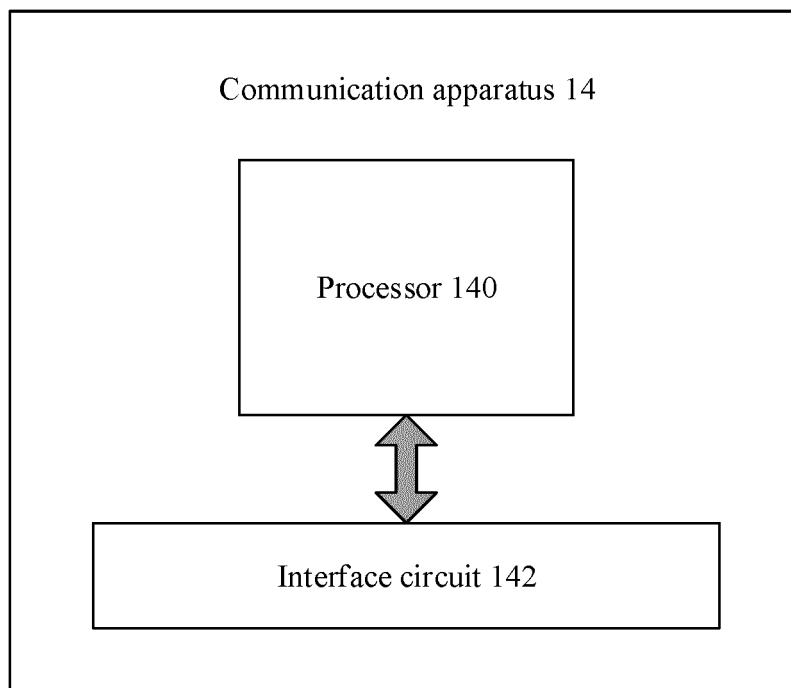 Communication apparatus 14
Processor 140
Interface circuit 142